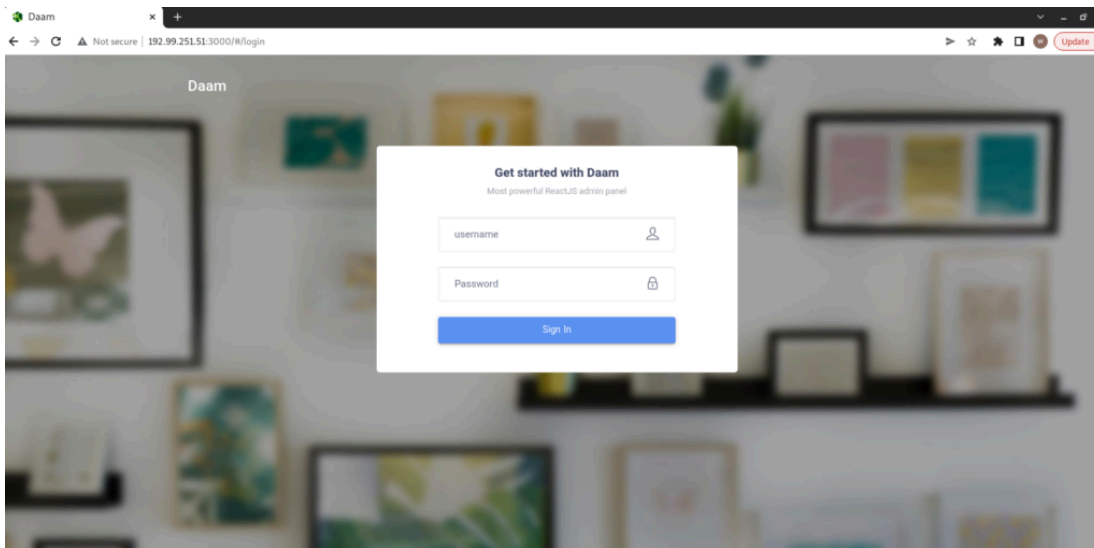 Daam
Not secure 192.99.251.51:3000/#/login
Update
Daam
Get started with Daam
Most powerful ReactJS admin panel
username
Password
Sign In